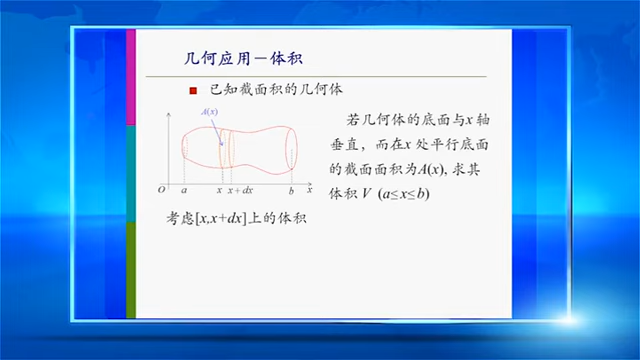 几何应用－体积
■ 已知截面积的几何体
A(x)
O a x x+dx b x
若几何体的底面与x 轴
垂直，而在x 处平行底面
的截面面积为A(x), 求其
体积 V (a≤x≤b)
考虑[x,x+dx]上的体积